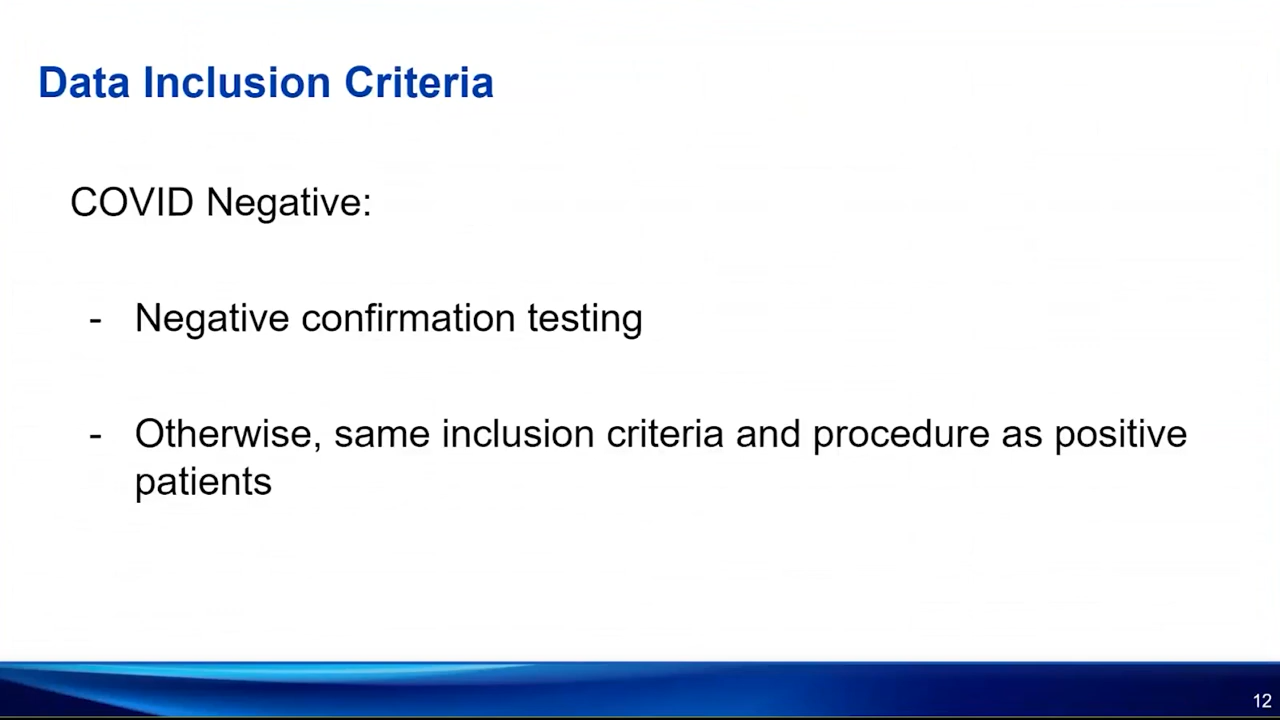 Data Inclusion Criteria
COVID Negative:
- Negative confirmation testing
- Otherwise, same inclusion criteria and procedure as positive
patients
12